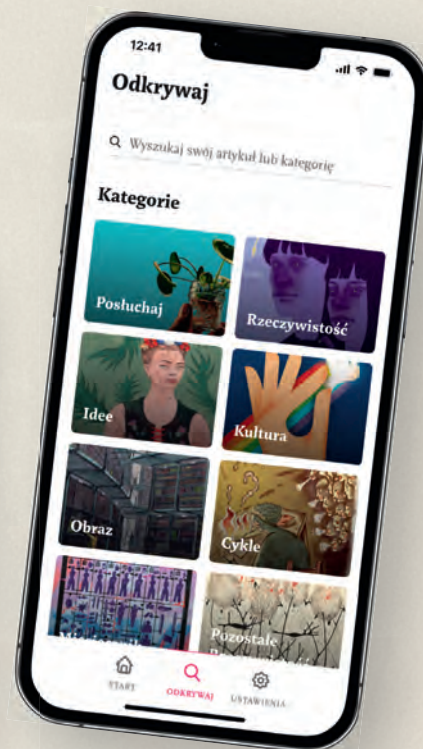 12:41
Odkrywaj
Wyszukaj swój artykuł lub kategorię
Kategorie
Posłuchaj
Rzeczywistość
Idee
Kultura
Obraz
Cykle
Pozostałe
START
ODKRYWAJ
USTAWIENIA